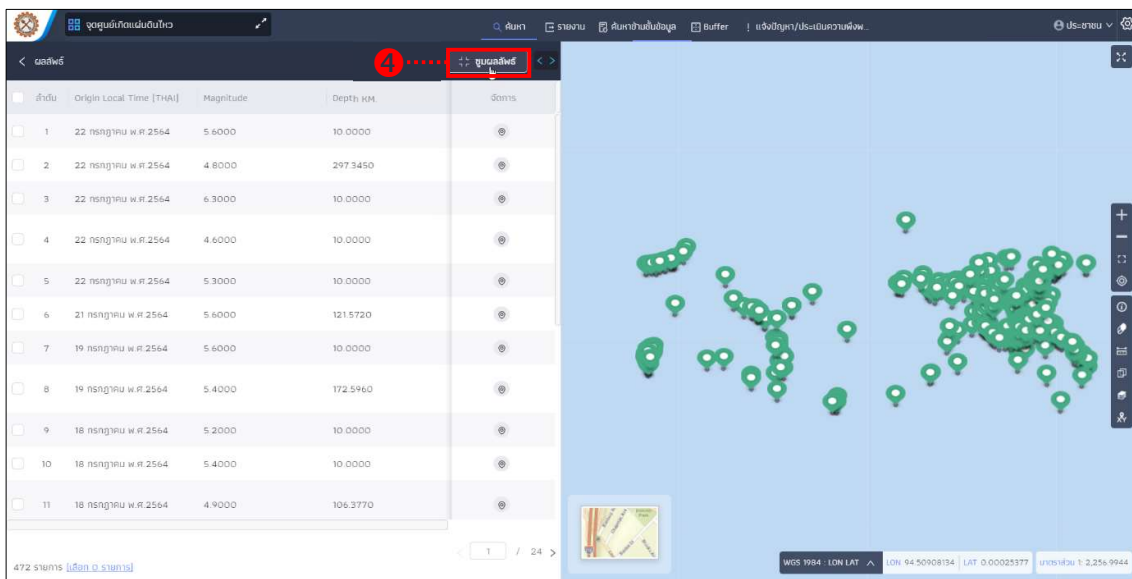 จุดศูนย์เกิดแผ่นดินไหว
ค้นหา รายงาน ค้นหาข้ามชั้นข้อมูล Buffer ! แจ้งปัญหา/ประเมินความพึงพ... ประชาชน
ผลลัพธ์ 4 ซูมผลลัพธ์
ลำดับ Origin Local Time [THAI] Magnitude Depth KM. จัดการ
1 22 กรกฎาคม พ.ศ.2564 5.6000 10.0000
2 22 กรกฎาคม พ.ศ.2564 4.8000 297.3450
3 22 กรกฎาคม พ.ศ.2564 6.3000 10.0000
4 22 กรกฎาคม พ.ศ.2564 4.6000 10.0000
5 22 กรกฎาคม พ.ศ.2564 5.3000 10.0000
6 21 กรกฎาคม พ.ศ.2564 5.6000 121.5720
7 19 กรกฎาคม พ.ศ.2564 5.6000 10.0000
8 19 กรกฎาคม พ.ศ.2564 5.4000 172.5960
9 18 กรกฎาคม พ.ศ.2564 5.2000 10.0000
10 18 กรกฎาคม พ.ศ.2564 5.4000 10.0000
11 18 กรกฎาคม พ.ศ.2564 4.9000 106.3770
472 รายการ [เลือก 0 รายการ] < 1 / 24 >
WGS 1984 : LON LAT LON 94.50908134 LAT 0.00025377 มาตราส่วน 1: 2,256.9944